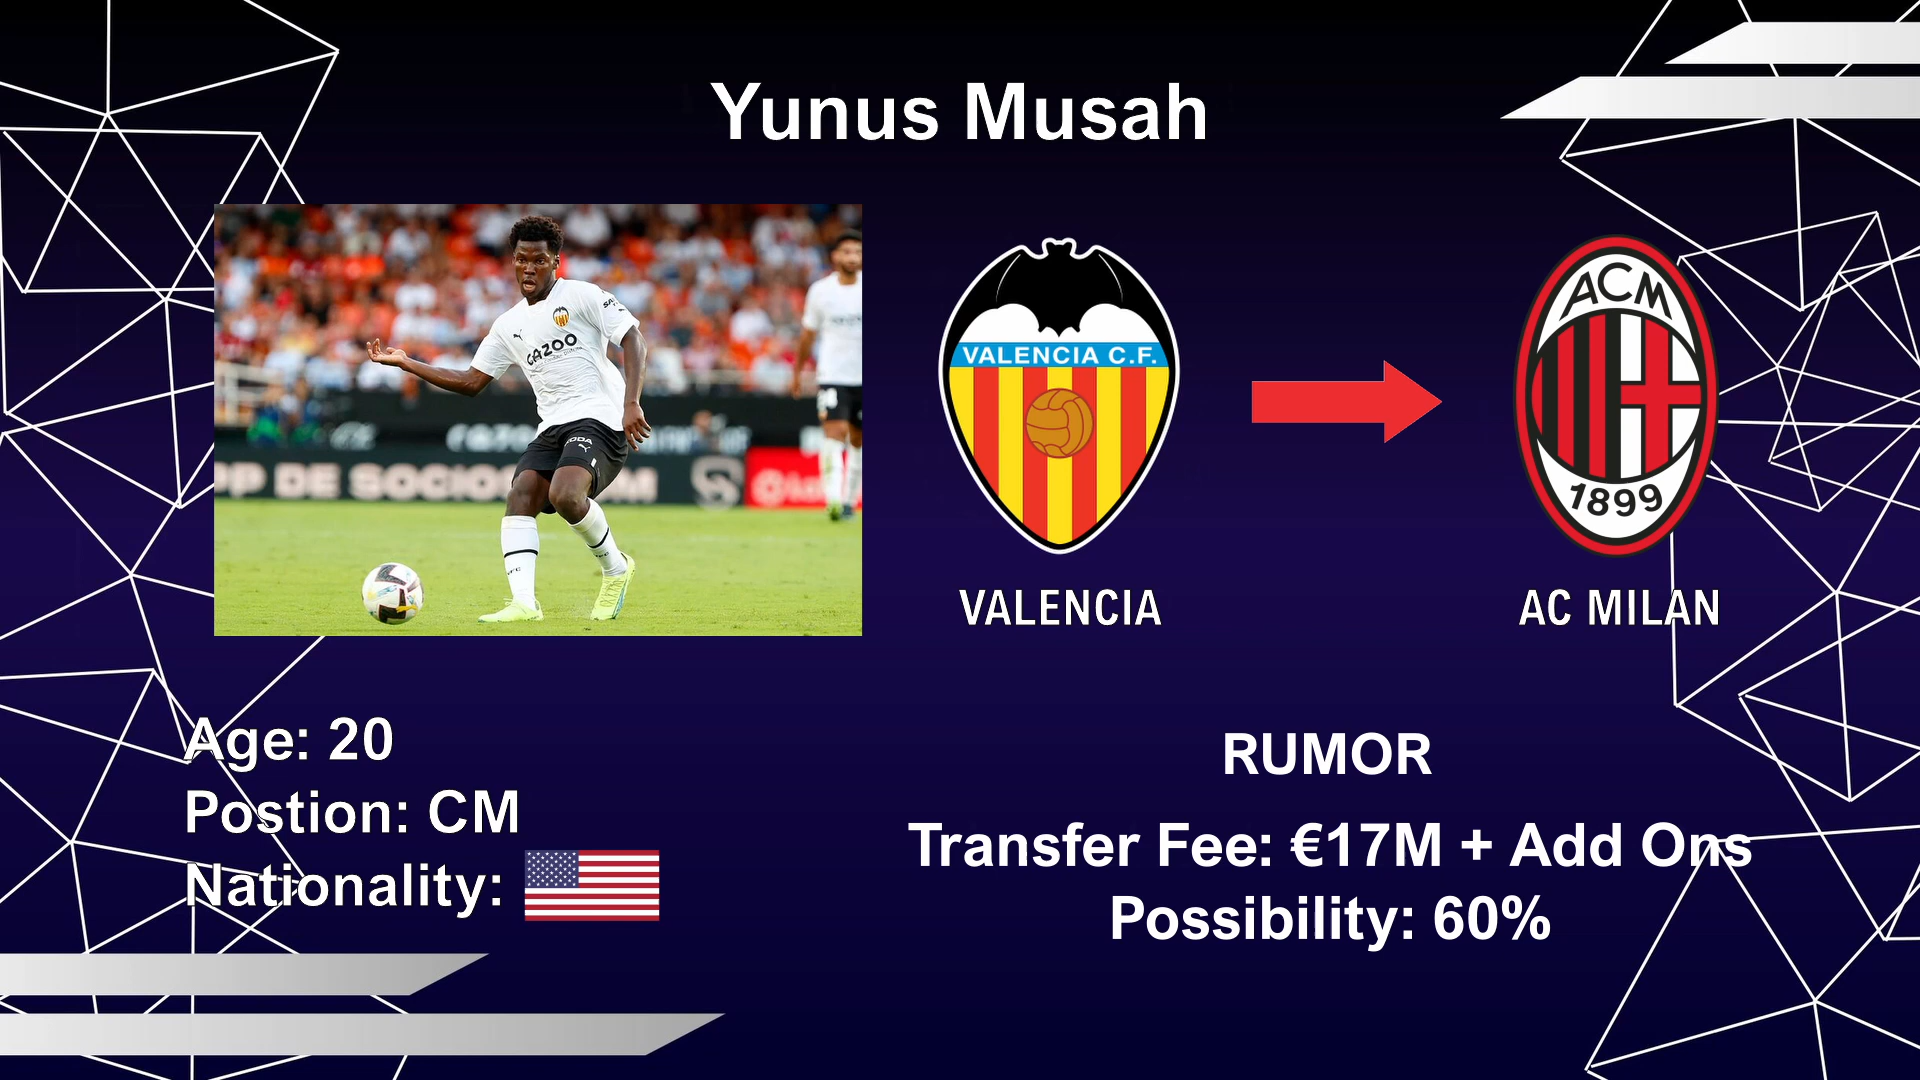 Yunus Musah
CAZOO
VALENCIA C.F.
ACM
1899
VALENCIA
AC MILAN
Age: 20
Postion: CM
Nationality:
RUMOR
Transfer Fee: €17M + Add Ons
Possibility: 60%